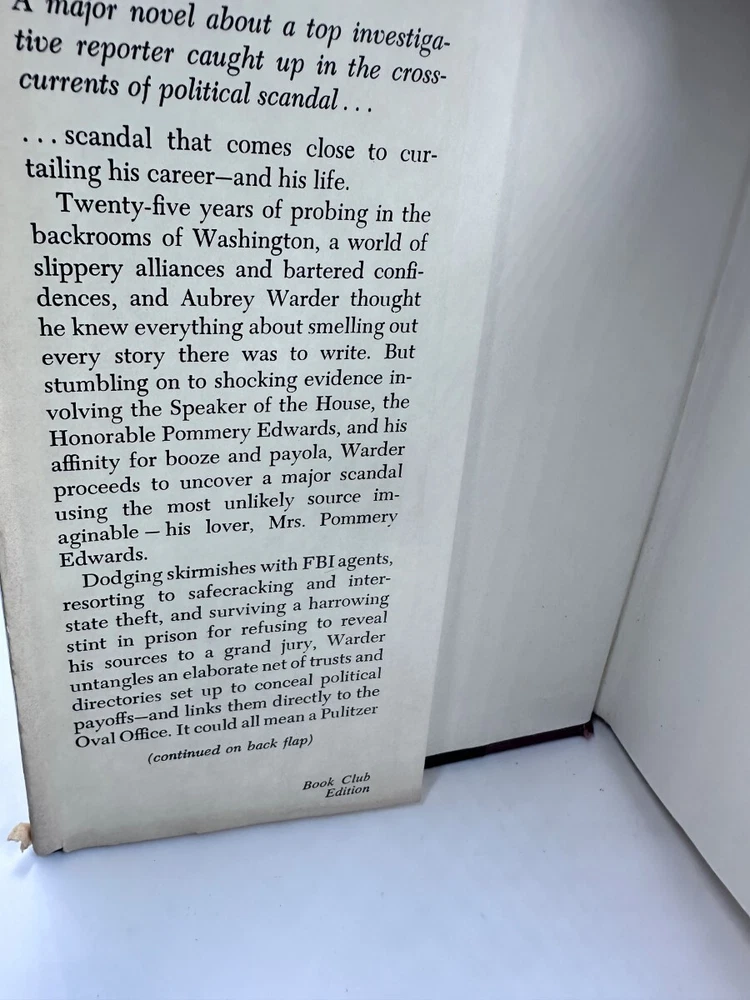 A major novel about a top investiga-
tive reporter caught up in the cross-
currents of political scandal . . .
. . . scandal that comes close to cur-
tailing his career—and his life.
Twenty-five years of probing in the
backrooms of Washington, a world of
slippery alliances and bartered confi-
dences, and Aubrey Warder thought
he knew everything about smelling out
every story there was to write. But
stumbling on to shocking evidence in-
volving the Speaker of the House, the
Honorable Pommery Edwards, and his
affinity for booze and payola, Warder
proceeds to uncover a major scandal
using the most unlikely source im-
aginable — his lover, Mrs. Pommery
Edwards.
Dodging skirmishes with FBI agents,
resorting to safecracking and inter-
state theft, and surviving a harrowing
stint in prison for refusing to reveal
his sources to a grand jury, Warder
untangles an elaborate net of trusts and
directories set up to conceal political
payoffs—and links them directly to the
Oval Office. It could all mean a Pulitzer
(continued on back flap)
Book Club
Edition